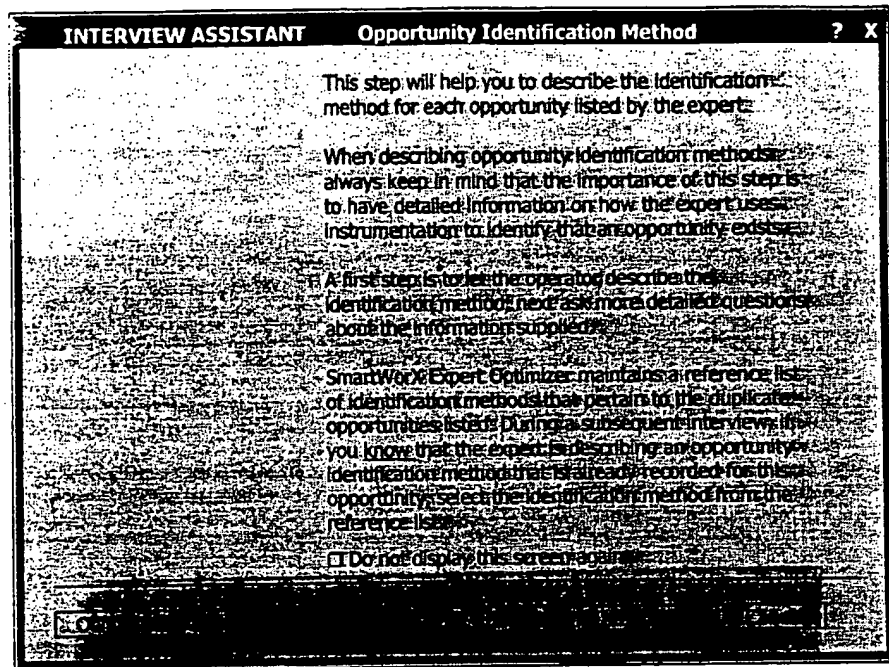 INTERVIEW ASSISTANT Opportunity Identification Method ? X
This step will help you to describe the identification
method for each opportunity listed by the expert.
When describing opportunity identification methods
always keep in mind that the importance of this step is
to have detailed information on how the expert uses
instrumentation to identify that an opportunity exists.
A first step is to let the operator describe the
identification method, next ask more detailed questions
about the information supplied.
SmartWorX Expert Optimizer maintains a reference list
of identification methods that pertain to the duplicate
opportunities listed. During a subsequent interview, if
you know that the expert is describing an opportunity
identification method that is already recorded for this
opportunity, select the identification method from the
reference list.
Do not display this screen again